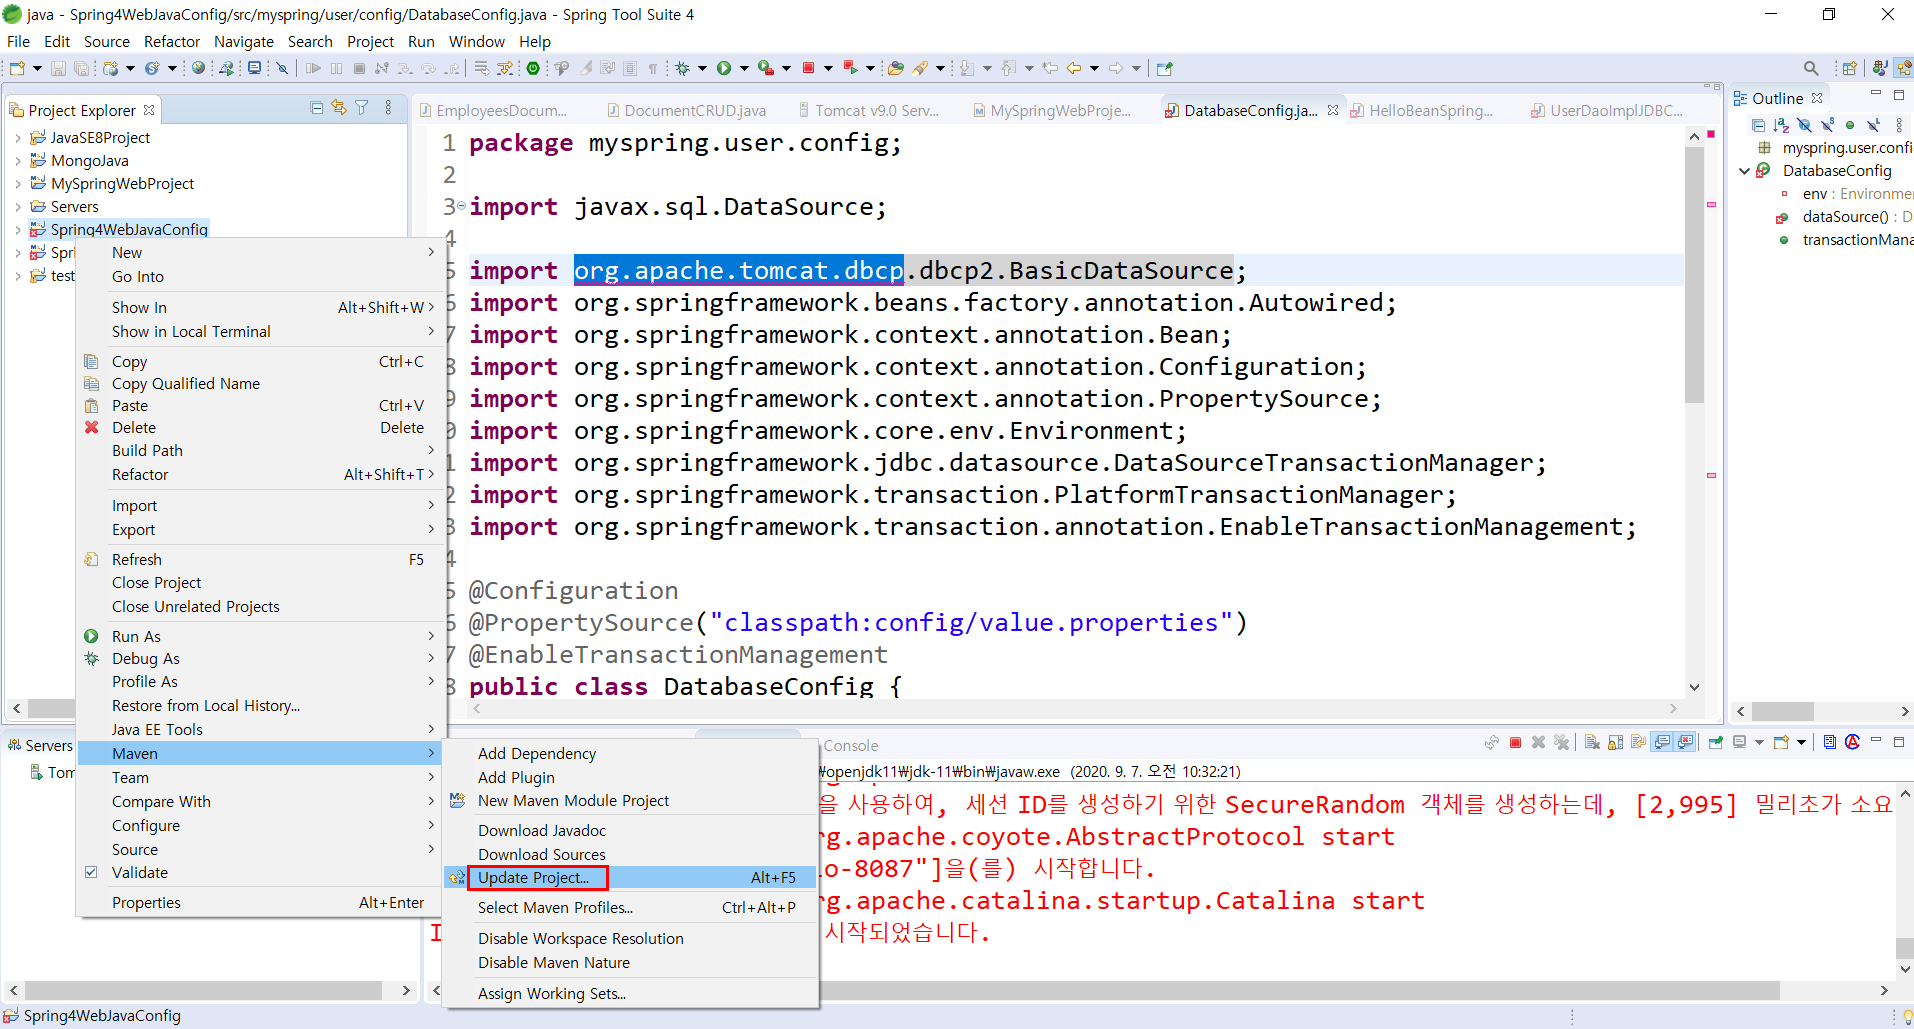 java - Spring4WebJavaConfig/src/myspring/user/config/DatabaseConfig.java - Spring Tool Suite 4
File Edit Source Refactor Navigate Search Project Run Window Help
Project Explorer
JavaSE8Project
MongoJava
MySpringWebProject
Servers
Spring4WebJavaConfig
Spri
test
New
Go Into
Show In Alt+Shift+W
Show in Local Terminal
Copy Ctrl+C
Copy Qualified Name
Paste Ctrl+V
Delete Delete
Build Path
Refactor Alt+Shift+T
Import
Export
Refresh F5
Close Project
Close Unrelated Projects
Run As
Debug As
Profile As
Restore from Local History...
Java EE Tools
Maven
Team
Compare With
Configure
Source
Validate
Properties Alt+Enter
Add Dependency
Add Plugin
New Maven Module Project
Download Javadoc
Download Sources
Update Project... Alt+F5
Select Maven Profiles... Ctrl+Alt+P
Disable Workspace Resolution
Disable Maven Nature
Assign Working Sets...
EmployeesDocum... DocumentCRUD.java Tomcat v9.0 Serv... MySpringWebProje... DatabaseConfig.ja... HelloBeanSpring... UserDaoImplJDBC...
1 package myspring.user.config;
2
3 import javax.sql.DataSource;
4
5 import org.apache.tomcat.dbcp.dbcp2.BasicDataSource;
6 import org.springframework.beans.factory.annotation.Autowired;
7 import org.springframework.context.annotation.Bean;
8 import org.springframework.context.annotation.Configuration;
9 import org.springframework.context.annotation.PropertySource;
0 import org.springframework.core.env.Environment;
1 import org.springframework.jdbc.datasource.DataSourceTransactionManager;
2 import org.springframework.transaction.PlatformTransactionManager;
3 import org.springframework.transaction.annotation.EnableTransactionManagement;
4
5 @Configuration
6 @PropertySource("classpath:config/value.properties")
7 @EnableTransactionManagement
8 public class DatabaseConfig {
Outline
myspring.user.confi
DatabaseConfig
env : Environme
dataSource() : D
transactionMana
Servers
Tom
Console
₩openjdk11₩jdk-11₩bin₩javaw.exe (2020. 9. 7. 오전 10:32:21)
을 사용하여, 세션 ID를 생성하기 위한 SecureRandom 객체를 생성하는데, [2,995] 밀리초가 소요
rg.apache.coyote.AbstractProtocol start
io-8087"]을(를) 시작합니다.
rg.apache.catalina.startup.Catalina start
시작되었습니다.
Spring4WebJavaConfig